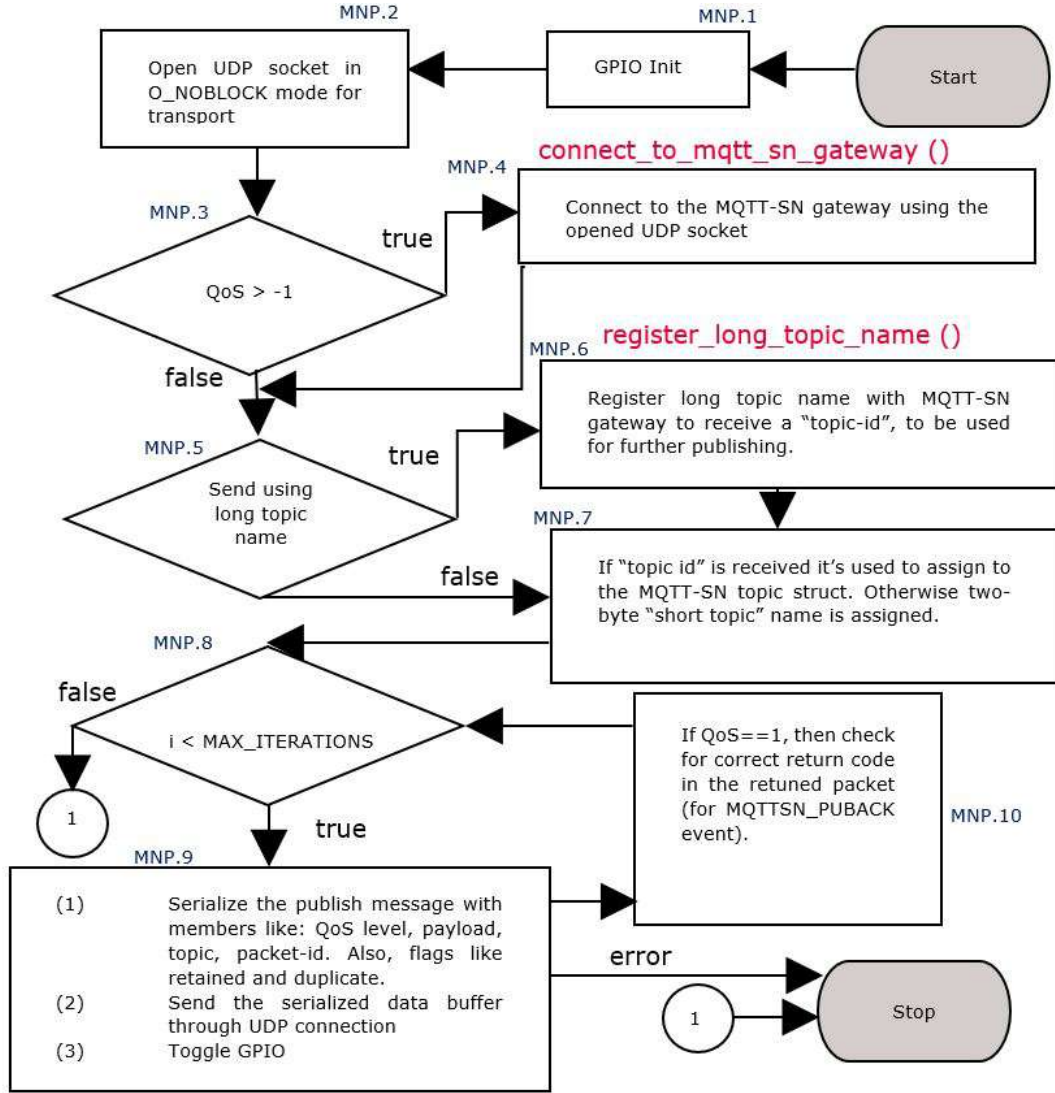 MNP.2
MNP.1
Open UDP socket in
O_NOBLOCK mode for
transport
GPIO Init
Start
connect_to_mqtt_sn_gateway ()
MNP.4
MNP.3
Connect to the MQTT-SN gateway using the
opened UDP socket
true
QoS > -1
register_long_topic_name ()
MNP.6
false
Register long topic name with MQTT-SN
gateway to receive a “topic-id”, to be used
for further publishing.
MNP.5
true
Send using
long topic
name
MNP.7
false
If “topic id” is received it’s used to assign to
the MQTT-SN topic struct. Otherwise two-
byte “short topic” name is assigned.
MNP.8
false
i < MAX_ITERATIONS
If QoS==1, then check
for correct return code
in the retuned packet
(for MQTTSN_PUBACK
event).
MNP.10
1
true
MNP.9
(1) Serialize the publish message with
members like: QoS level, payload,
topic, packet-id. Also, flags like
retained and duplicate.
(2) Send the serialized data buffer
through UDP connection
(3) Toggle GPIO
error
1
Stop